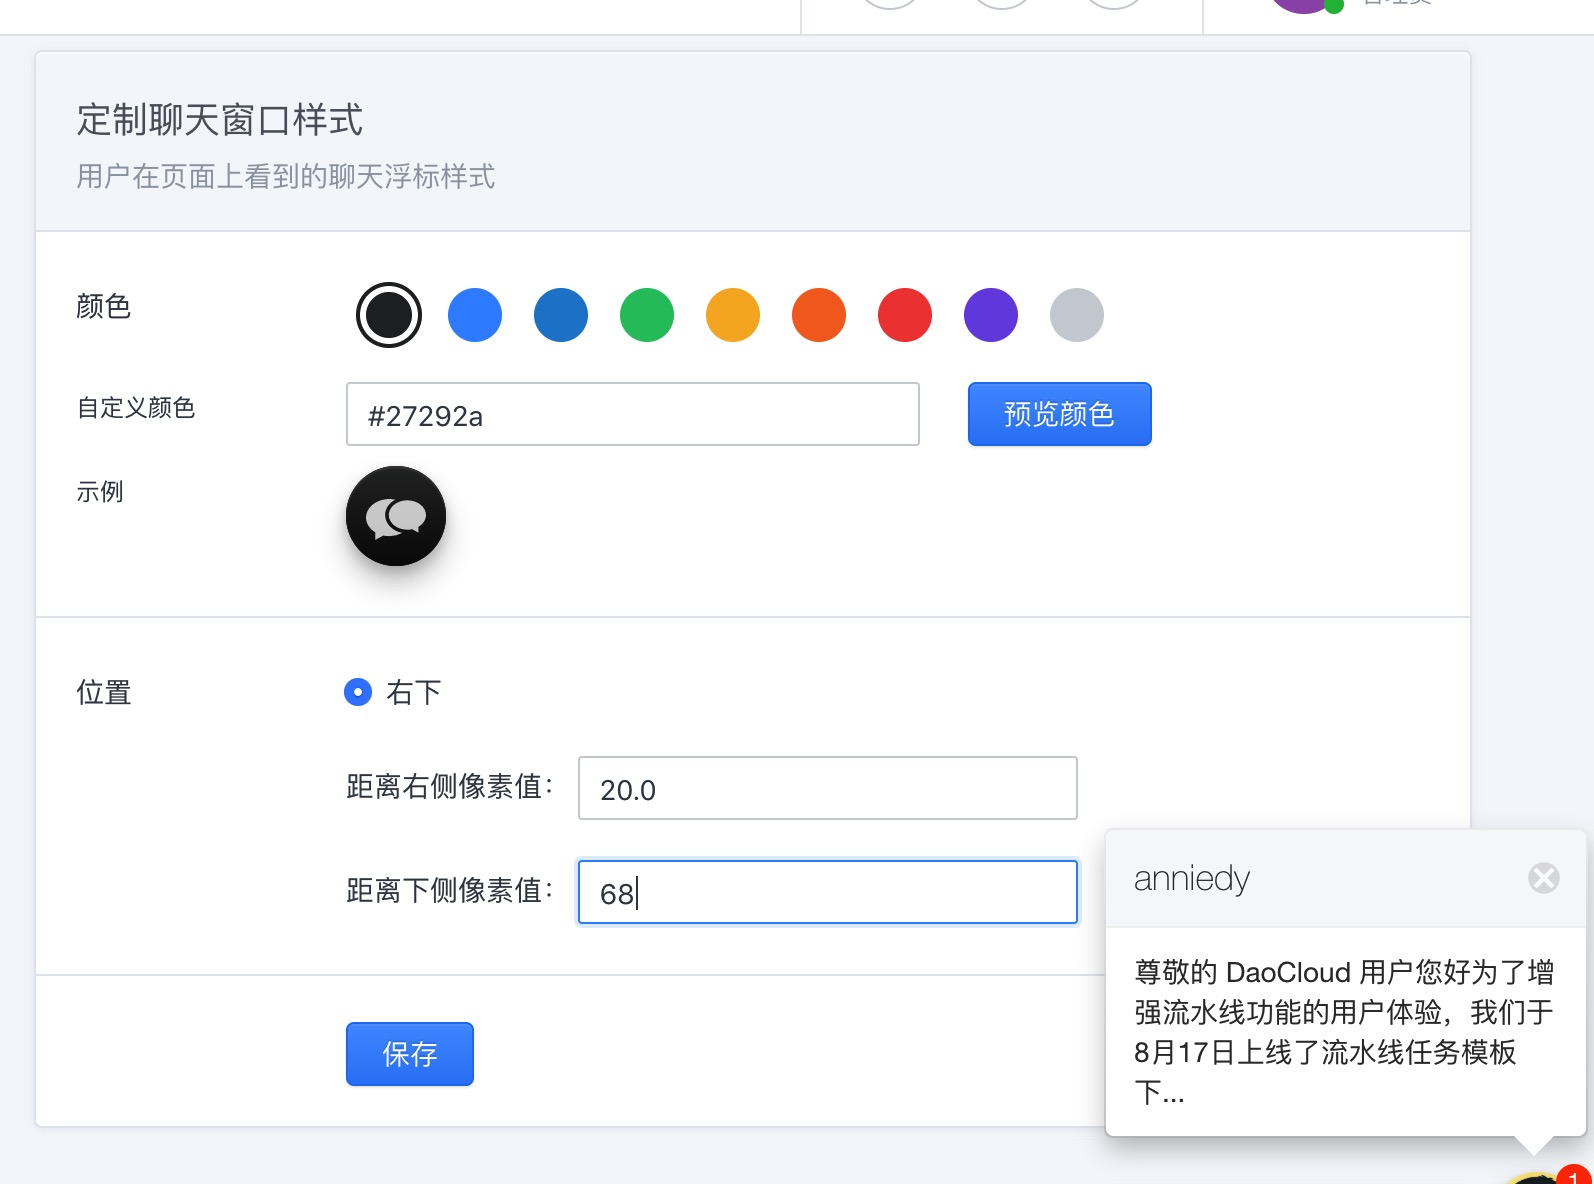 定制聊天窗口样式
用户在页面上看到的聊天浮标样式
颜色
自定义颜色
#27292a
预览颜色
示例
位置
右下
距离右侧像素值：
20.0
距离下侧像素值：
68
保存
anniedy
尊敬的 DaoCloud 用户您好为了增
强流水线功能的用户体验，我们于
8月17日上线了流水线任务模板
下...
1